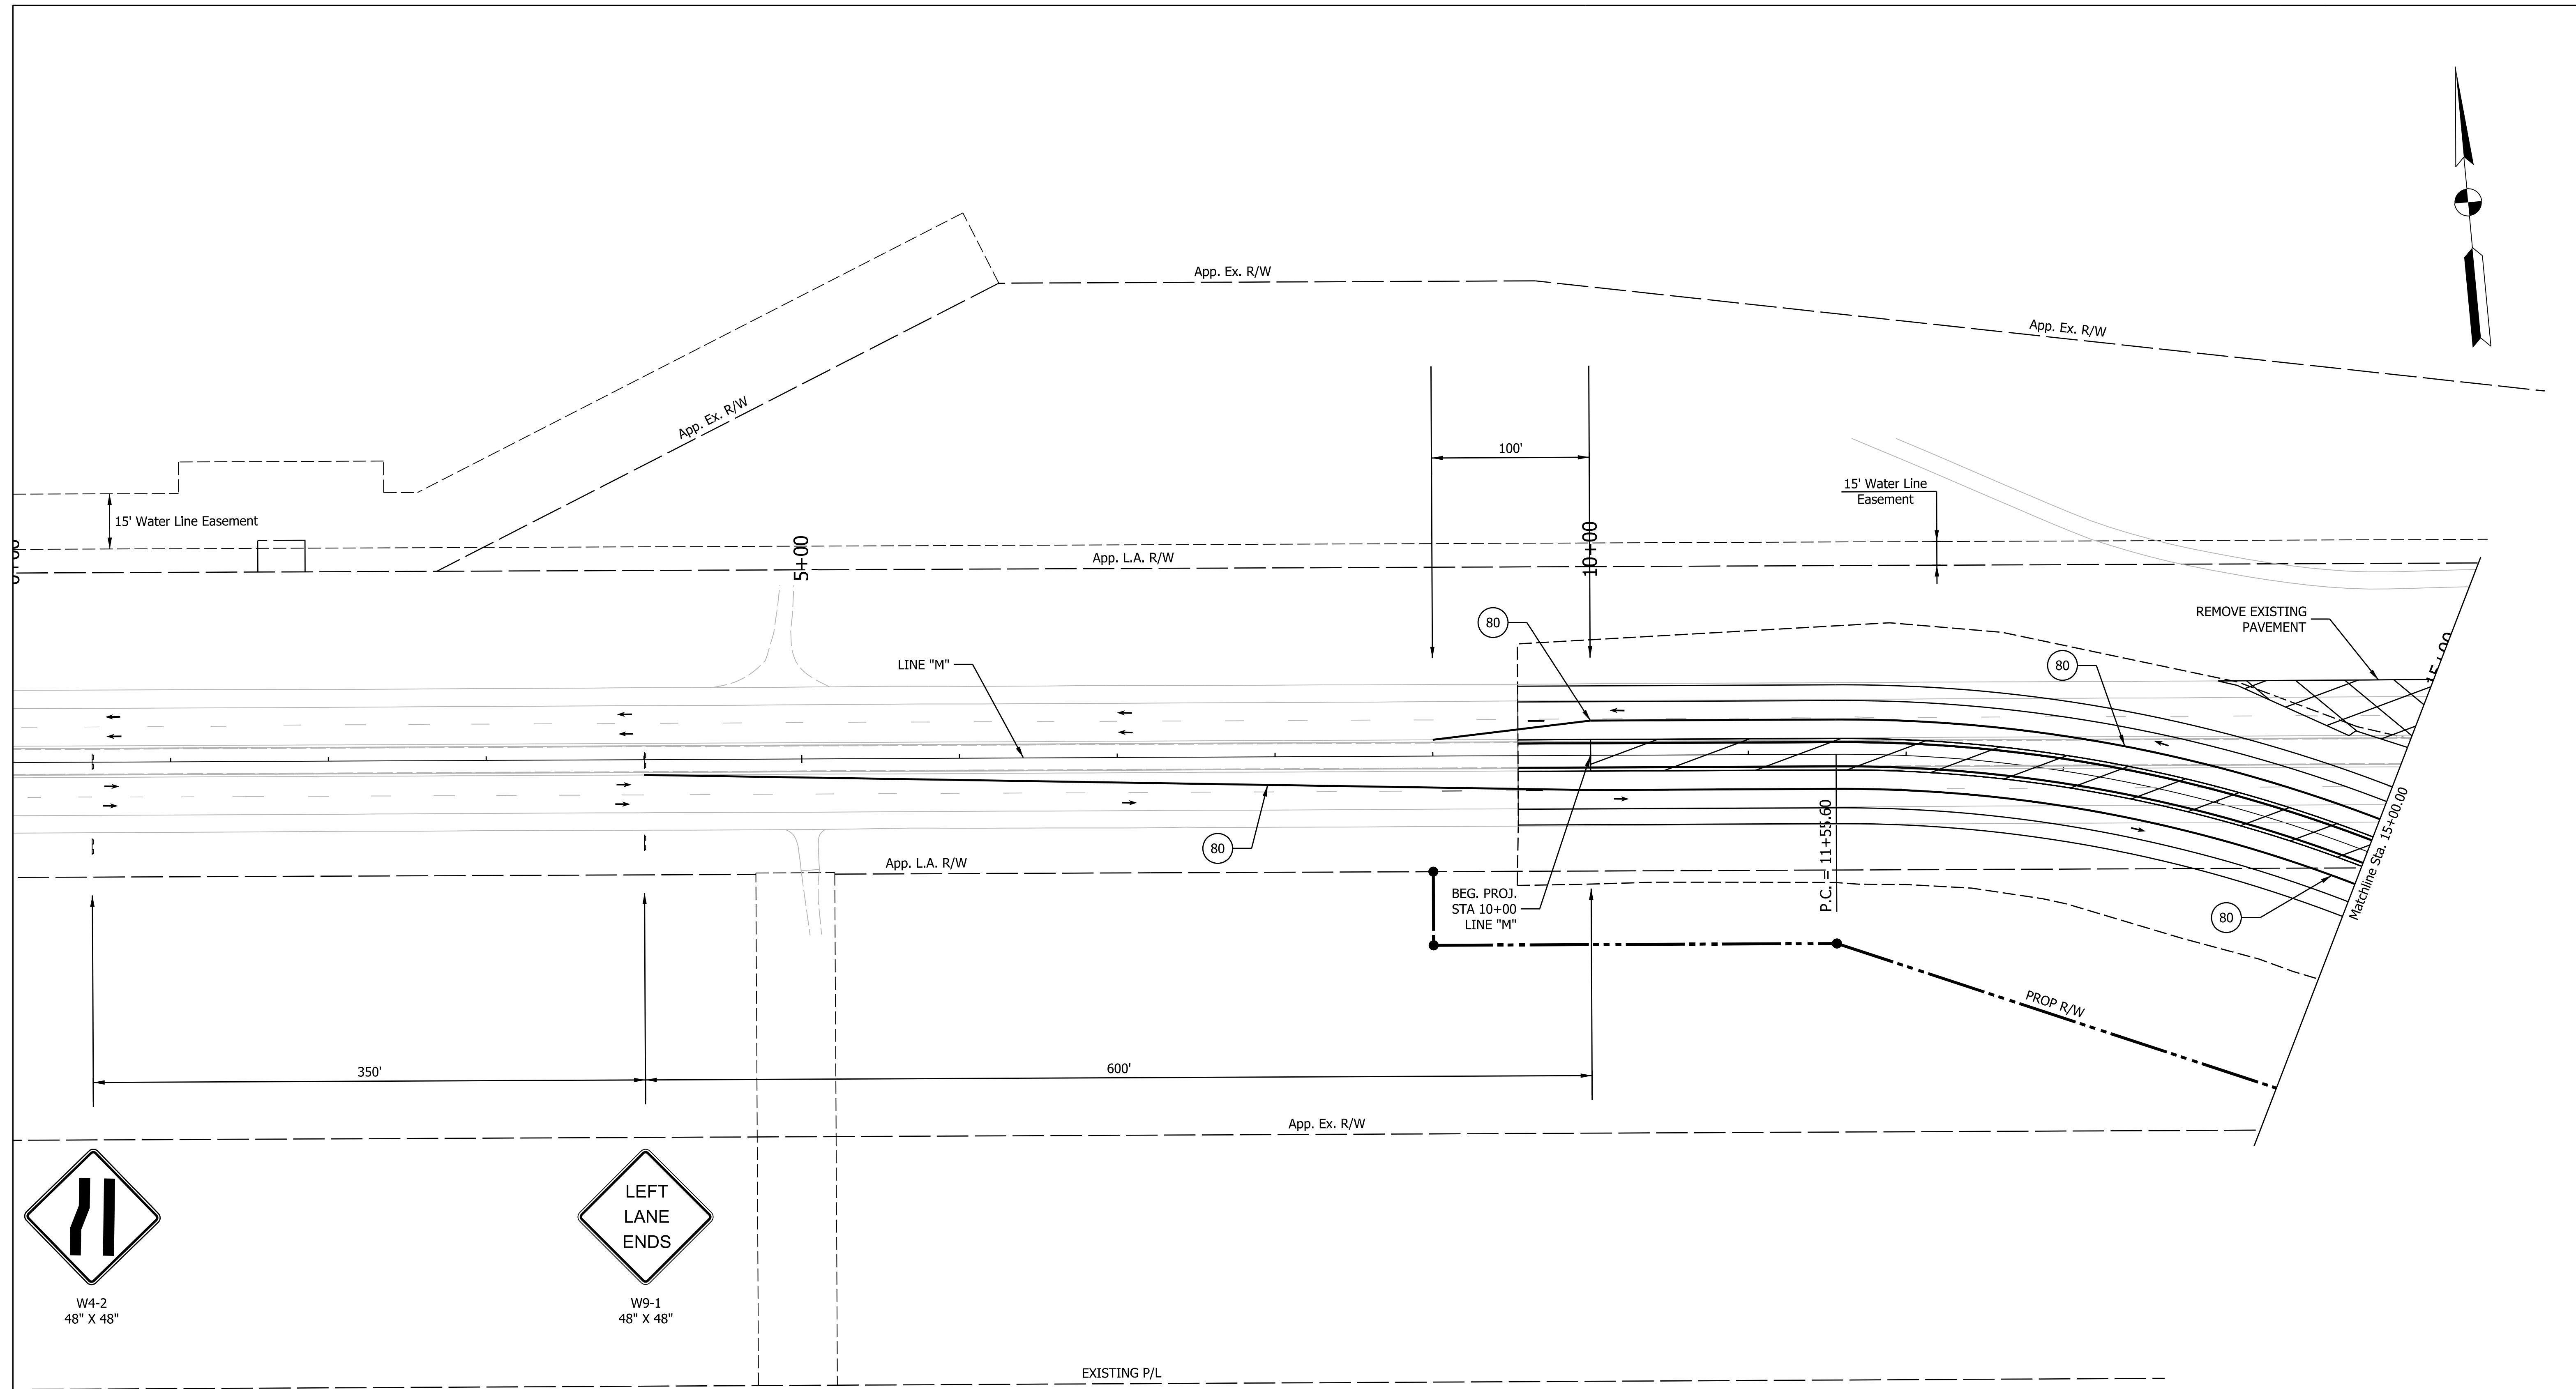 App. Ex. R/W
App. Ex. R/W
App. Ex. R/W
100'
15' Water Line
Easement
15' Water Line Easement
5+00
App. L.A. R/W
10+00
80
REMOVE EXISTING
PAVEMENT
LINE "M"
80
80
App. L.A. R/W
BEG. PROJ.
STA 10+00
LINE "M"
P.C. = 11+55.60
Matchline Sta. 15+00.00
80
PROP R/W
350'
600'
App. Ex. R/W
LEFT
LANE
ENDS
W4-2
48" X 48"
W9-1
48" X 48"
EXISTING P/L